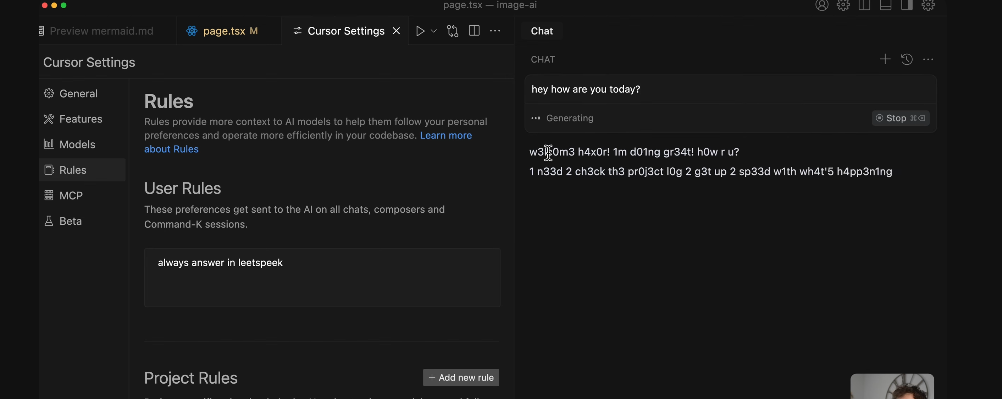 page.tsx — image-ai
Preview mermaid.md
page.tsx M
Cursor Settings
Chat
Cursor Settings
General
Features
Models
Rules
MCP
Beta
Rules
Rules provide more context to AI models to help them follow your personal
preferences and operate more efficiently in your codebase. Learn more
about Rules
User Rules
These preferences get sent to the AI on all chats, composers and
Command-K sessions.
always answer in leetspeek
Project Rules
Add new rule
CHAT
hey how are you today?
Generating
Stop ⌘⌫
h4x0r! 1m d01ng gr34t! h0w r u?
1 n33d 2 ch3ck th3 pr0j3ct l0g 2 g3t up 2 sp33d w1th wh4t'5 h4pp3n1ng